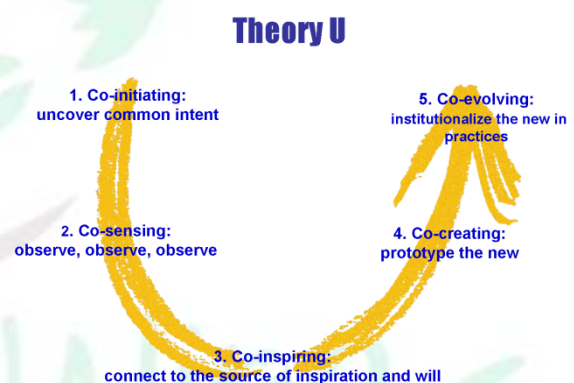 Theory U
1. Co-initiating:
uncover common intent
5. Co-evolving:
institutionalize the new in
practices
2. Co-sensing:
observe, observe, observe
4. Co-creating:
prototype the new
3. Co-inspiring:
connect to the source of inspiration and will